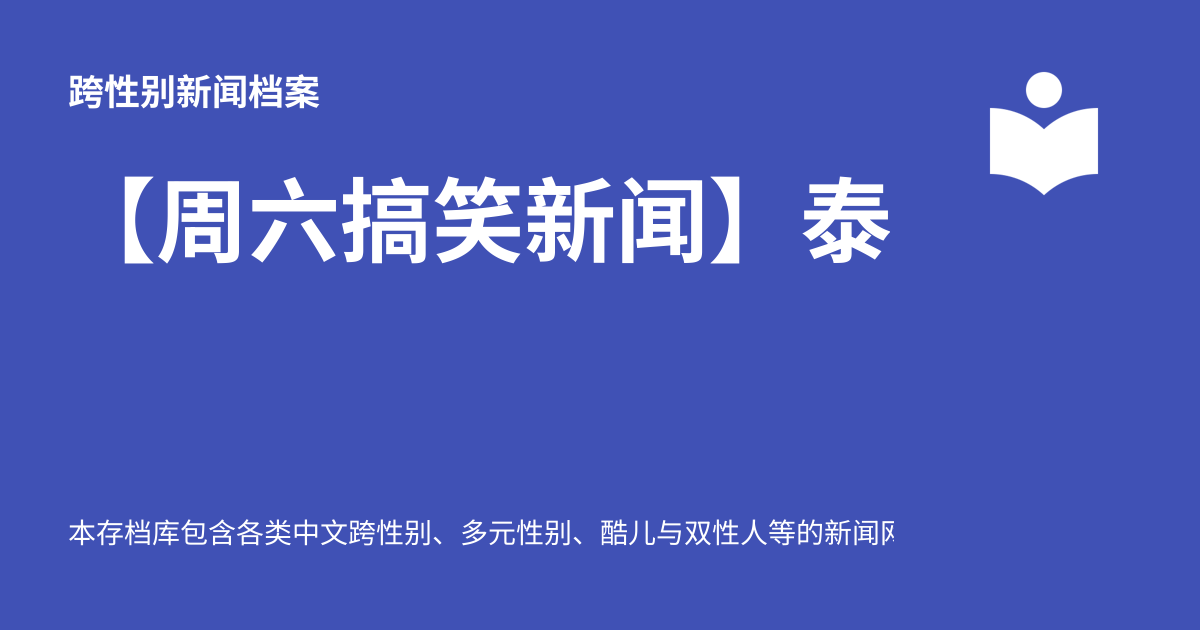 跨性别新闻档案
【周六搞笑新闻】泰
本存档库包含各类中文跨性别、多元性别、酷儿与双性人等的新闻网